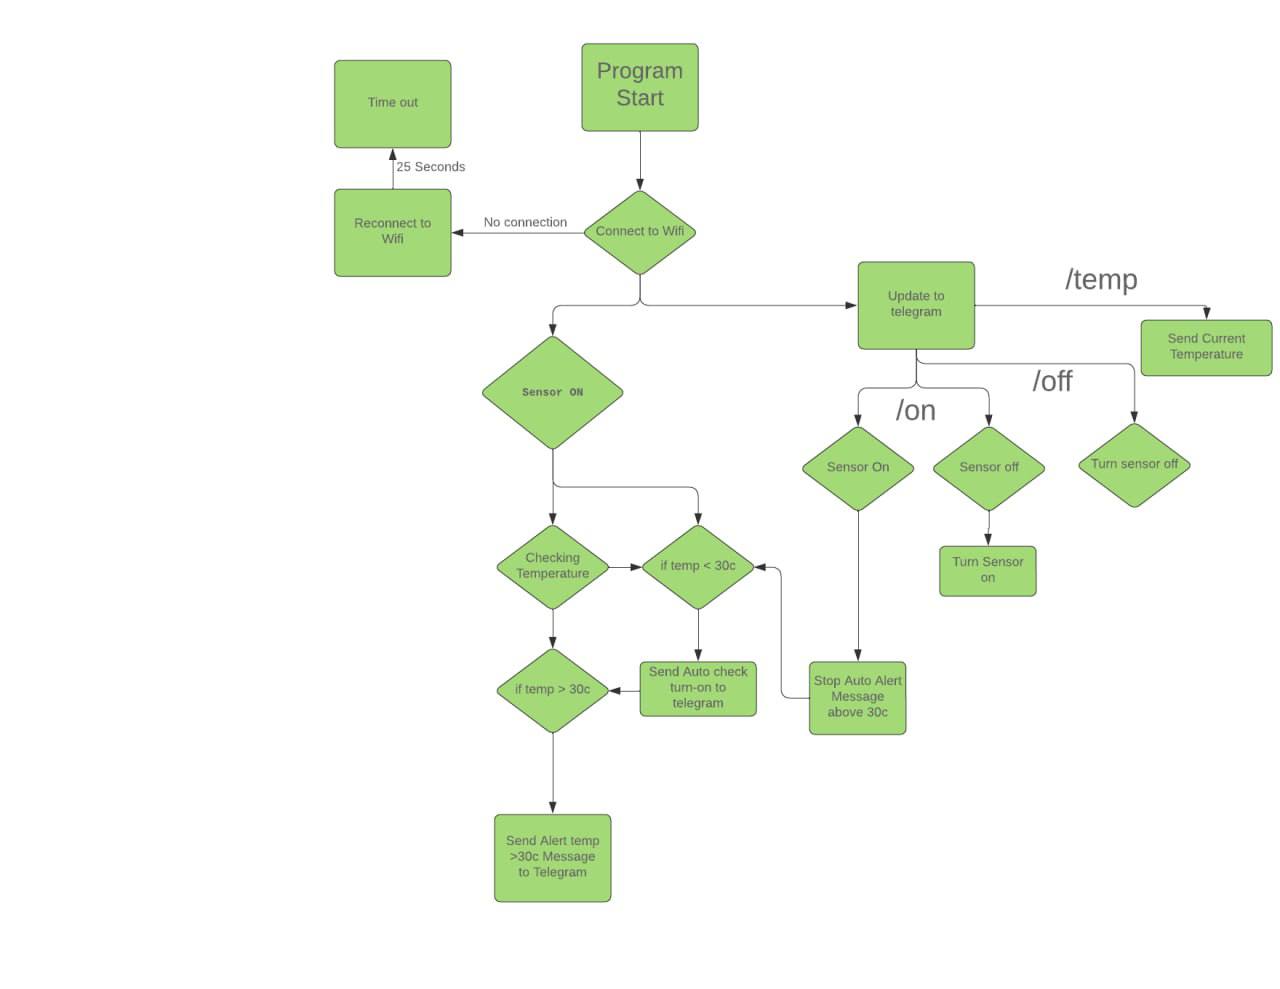 Program
Start
Time out
25 Seconds
Reconnect to
Wifi
No connection
Connect to Wifi
Update to
telegram
/temp
Send Current
Temperature
/off
/on
Sensor ON
Sensor On
Sensor off
Turn sensor off
Checking
Temperature
if temp < 30c
Turn Sensor
on
if temp > 30c
Send Auto check
turn-on to
telegram
Stop Auto Alert
Message
above 30c
Send Alert temp
>30c Message
to Telegram